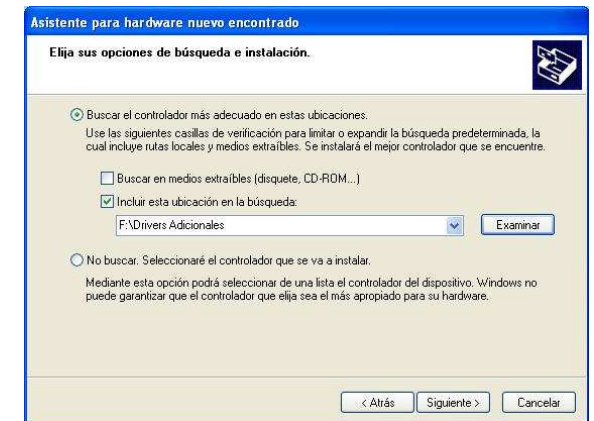 Asistente para hardware nuevo encontrado
Elija sus opciones de búsqueda e instalación.
Buscar el controlador más adecuado en estas ubicaciones.
Use las siguientes casillas de verificación para limitar o expandir la búsqueda predeterminada, la
cual incluye rutas locales y medios extraíbles. Se instalará el mejor controlador que se encuentre.
Buscar en medios extraíbles (disquete, CD-ROM...)
Incluir esta ubicación en la búsqueda:
F:\Drivers Adicionales
Examinar
No buscar. Seleccionaré el controlador que se va a instalar.
Mediante esta opción podrá seleccionar de una lista el controlador del dispositivo. Windows no
puede garantizar que el controlador que elija sea el más apropiado para su hardware.
< Atrás Siguiente > Cancelar